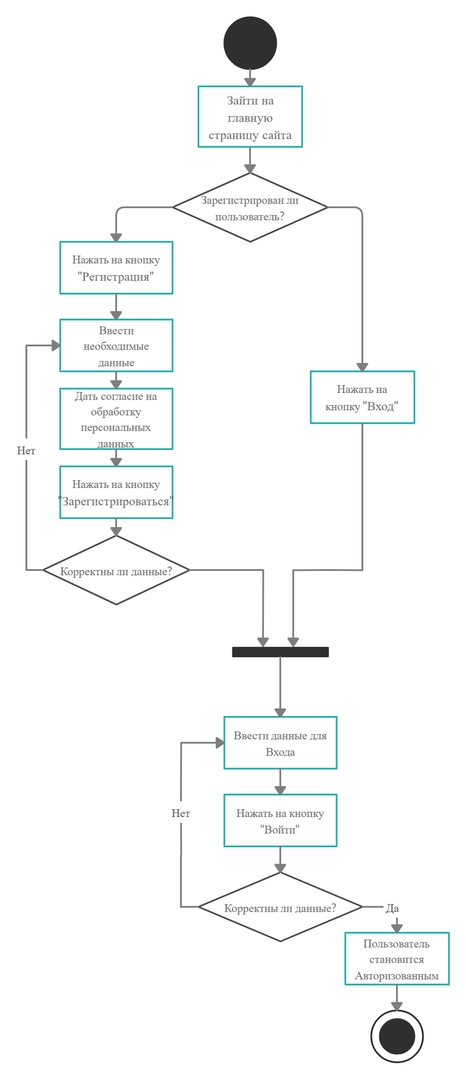 Зайти на
главную
страницу сайта
Зарегистрирован ли
пользователь?
Нажать на кнопку
"Регистрация"
Ввести
необходимые
данные
Дать согласие на
обработку
персональных
данных
Нажать на
кнопку "Вход"
Нет
Нажать на кнопку
"Зарегистрироваться"
Корректны ли данные?
Ввести данные для
Входа
Нет
Нажать на кнопку
"Войти"
Корректны ли данные?
Да
Пользователь
становится
Авторизованным